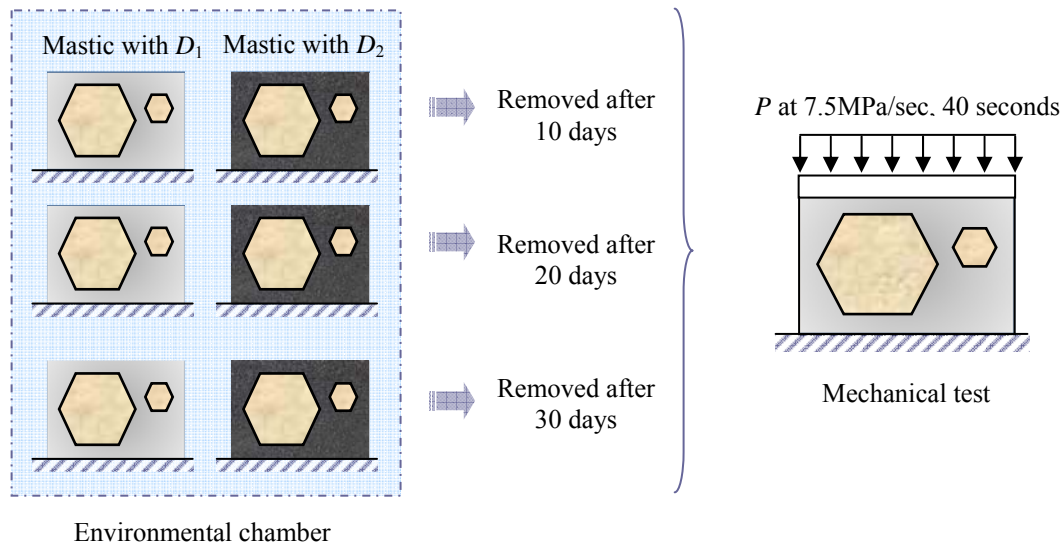 Mastic with D1 Mastic with D2
Removed after
10 days
Removed after
20 days
Removed after
30 days
P at 7.5MPa/sec, 40 seconds
Mechanical test
Environmental chamber